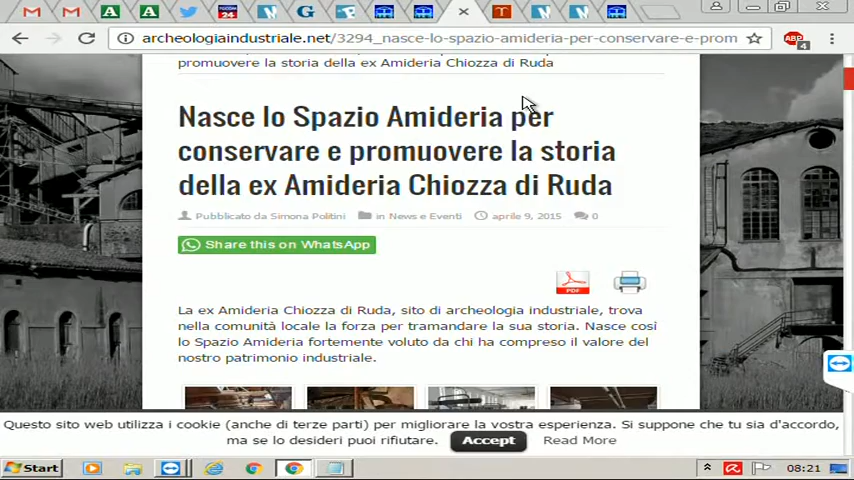 archeologiaindustriale.net/3294_nasce-lo-spazio-amideria-per-conservare-e-prom
promuovere la storia della ex Amideria Chiozza di Ruda
Nasce lo Spazio Amideria per
conservare e promuovere la storia
della ex Amideria Chiozza di Ruda
Pubblicato da Simona Politini in News e Eventi aprile 9, 2015 0
Share this on WhatsApp
PDF
La ex Amideria Chiozza di Ruda, sito di archeologia industriale, trova
nella comunità locale la forza per tramandare la sua storia. Nasce così
lo Spazio Amideria fortemente voluto da chi ha compreso il valore del
nostro patrimonio industriale.
Questo sito web utilizza i cookie (anche di terze parti) per migliorare la vostra esperienza. Si suppone che tu sia d'accordo,
ma se lo desideri puoi rifiutare. Accept Read More
Start 08:21